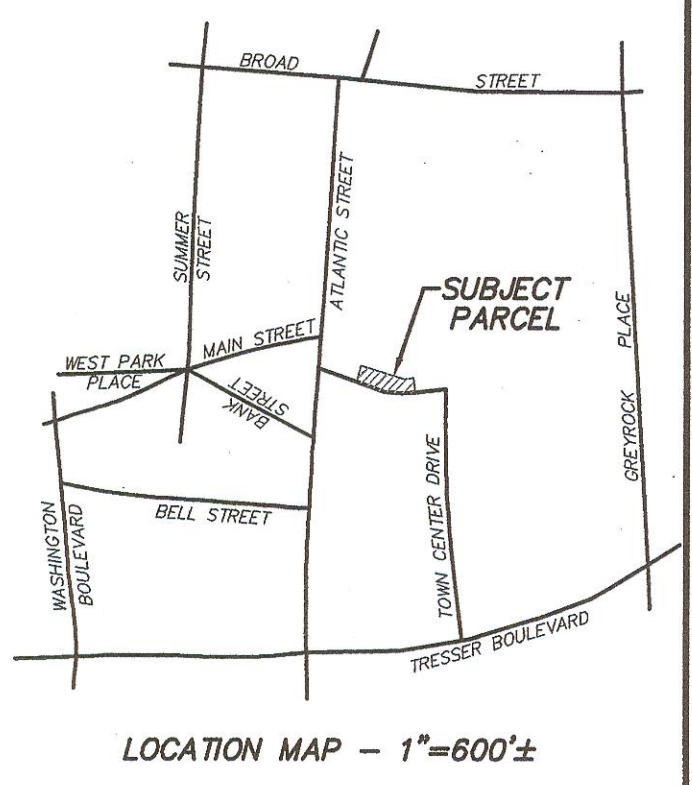 BROAD
STREET
SUMMER
STREET
ATLANTIC STREET
SUBJECT
PARCEL
MAIN STREET
WEST PARK
PLACE
BANK
STREET
GREYROCK PLACE
WASHINGTON
BOULEVARD
BELL STREET
TOWN CENTER DRIVE
TRESSER BOULEVARD
LOCATION MAP - 1"=600'±